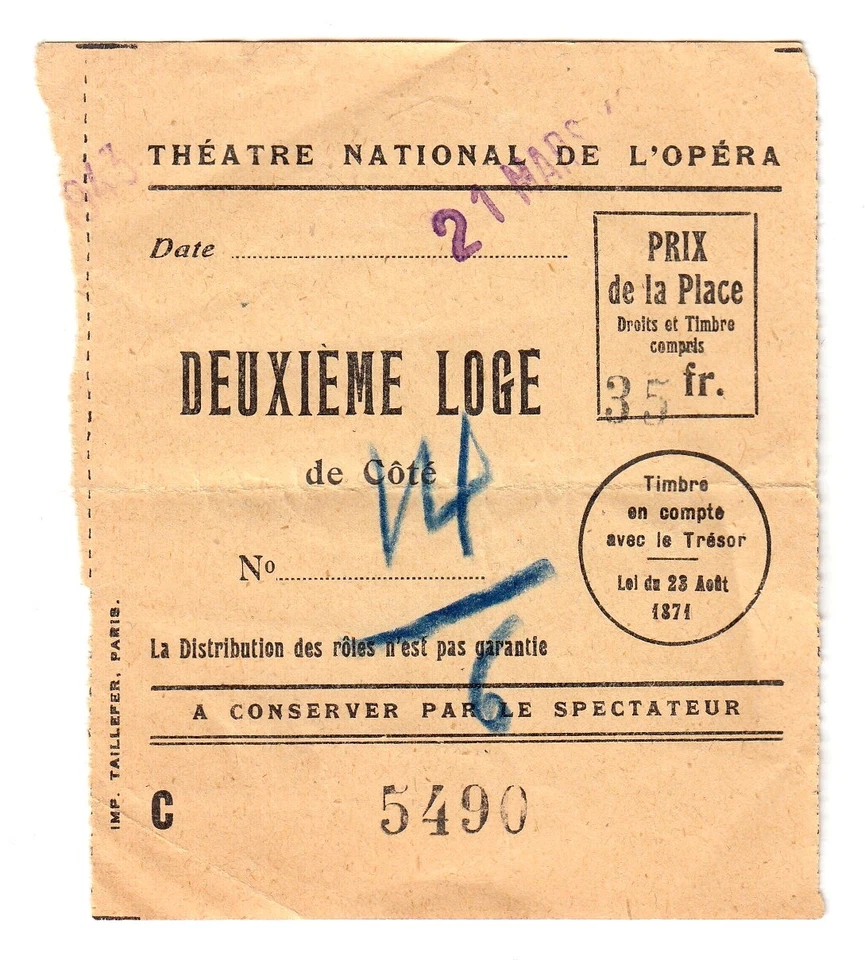 THÉATRE NATIONAL DE L'OPÉRA
1943
21 MARS
Date
PRIX
de la Place
Droits et Timbre
compris
35 fr.
DEUXIÈME LOGE
de Côté
Timbre
en compte
avec le Trésor
Loi du 23 Août
1871
No
14
6
La Distribution des rôles n'est pas garantie
A CONSERVER PAR LE SPECTATEUR
C 5490
IMP. TAILLEFER, PARIS.